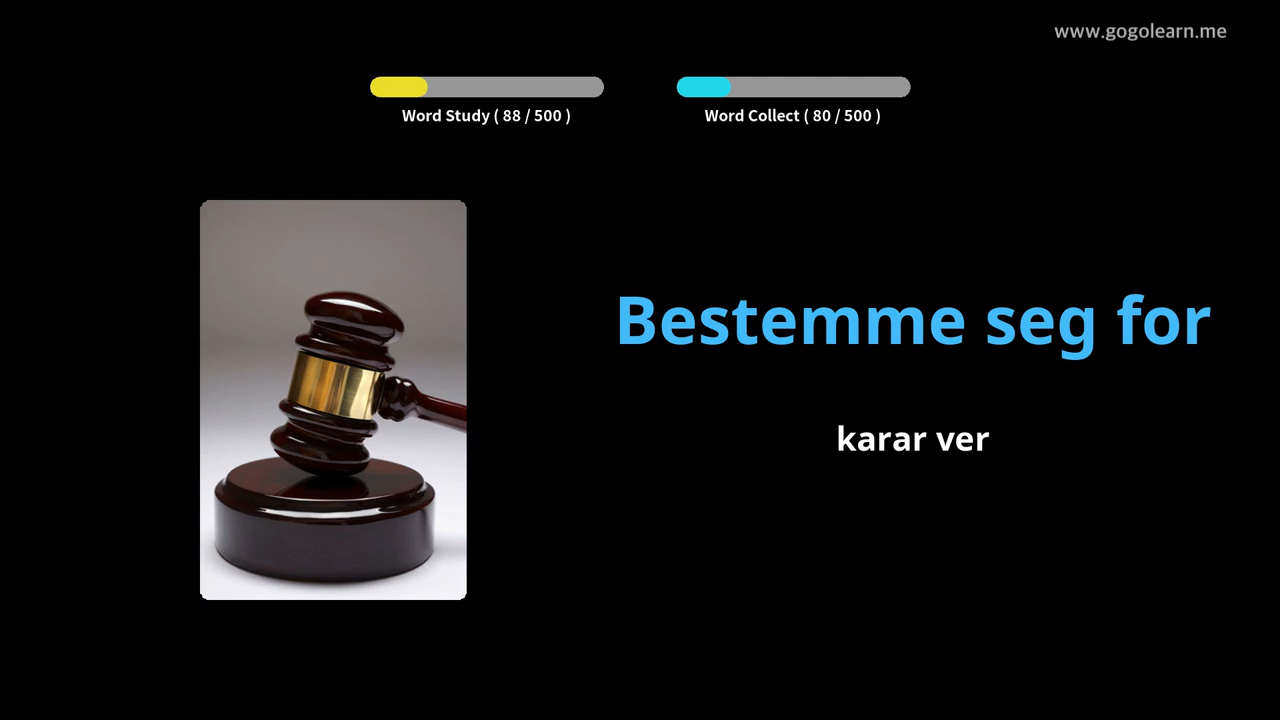 www.gogolearn.me
Word Study ( 88 / 500 )
Word Collect ( 80 / 500 )
Bestemme seg for
karar ver